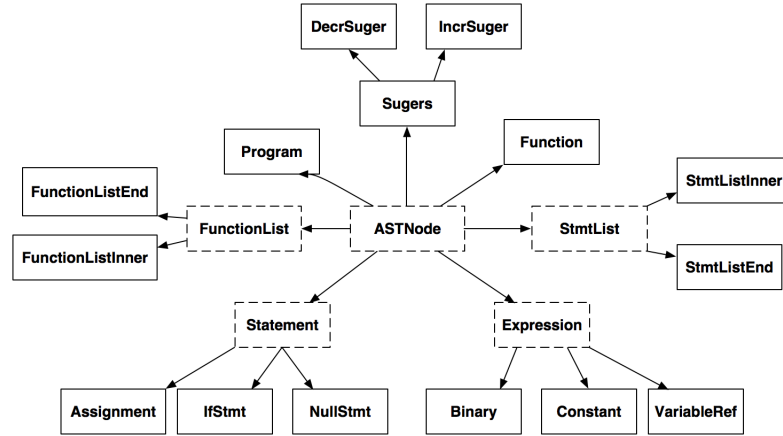 DecrSuger
IncrSuger
Sugers
Program
Function
FunctionListEnd
StmtListInner
FunctionList
ASTNode
StmtList
FunctionListInner
StmtListEnd
Statement
Expression
Assignment
IfStmt
NullStmt
Binary
Constant
VariableRef